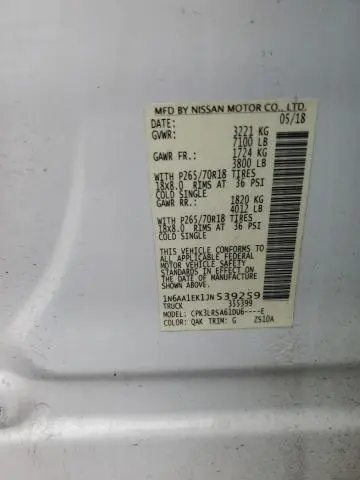 MFD BY NISSAN MOTOR CO., LTD.
DATE: 05/18
GVWR: 3221 KG
7100 LB
GAWR FR.: 1724 KG
3800 LB
WITH P265/70R18 TIRES
18x8.0 RIMS AT 36 PSI
COLD SINGLE
GAWR RR.: 1820 KG
4012 LB
WITH P265/70R18 TIRES
18x8.0 RIMS AT 36 PSI
COLD SINGLE
THIS VEHICLE CONFORMS TO
ALL APPLICABLE FEDERAL
MOTOR VEHICLE SAFETY
STANDARDS IN EFFECT ON
THE DATE OF MANUFACTURE
SHOWN ABOVE.
1N6AA1EK1JN539259
TRUCK 355399
MODEL: CPK3LRSA61DU6----E
COLOR: QAK TRIM: G ZS10A